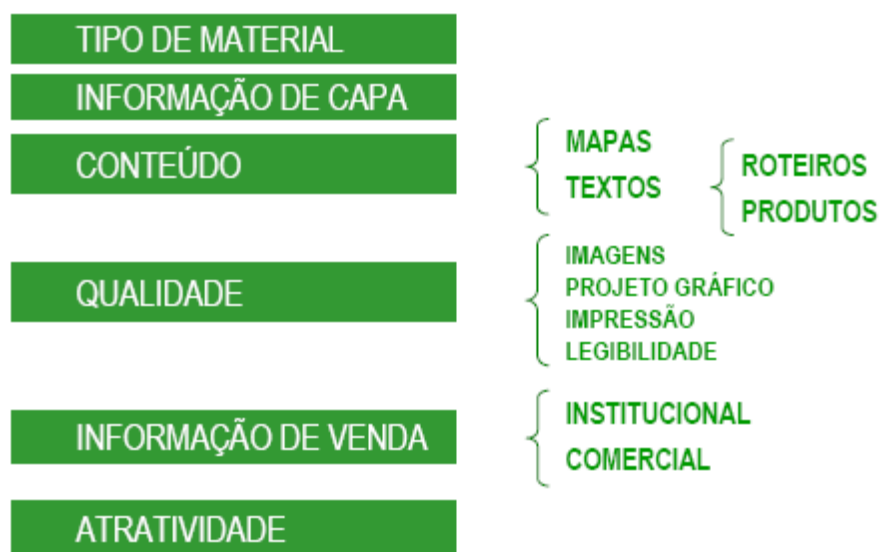 TIPO DE MATERIAL
INFORMAÇÃO DE CAPA
CONTEÚDO
MAPAS
TEXTOS
ROTEIROS
PRODUTOS
QUALIDADE
IMAGENS
PROJETO GRÁFICO
IMPRESSÃO
LEGIBILIDADE
INFORMAÇÃO DE VENDA
INSTITUCIONAL
COMERCIAL
ATRATIVIDADE